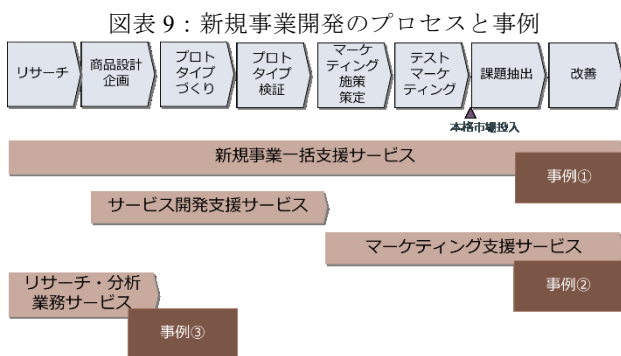 図表9：新規事業開発のプロセスと事例
リサーチ
商品設計
企画
プロト
タイプ
づくり
プロト
タイプ
検証
マーケ
ティング
施策
策定
テスト
マーケ
ティング
課題抽出
改善
本格市場投入
新規事業一括支援サービス
事例①
サービス開発支援サービス
マーケティング支援サービス
事例②
リサーチ・分析
業務サービス
事例③